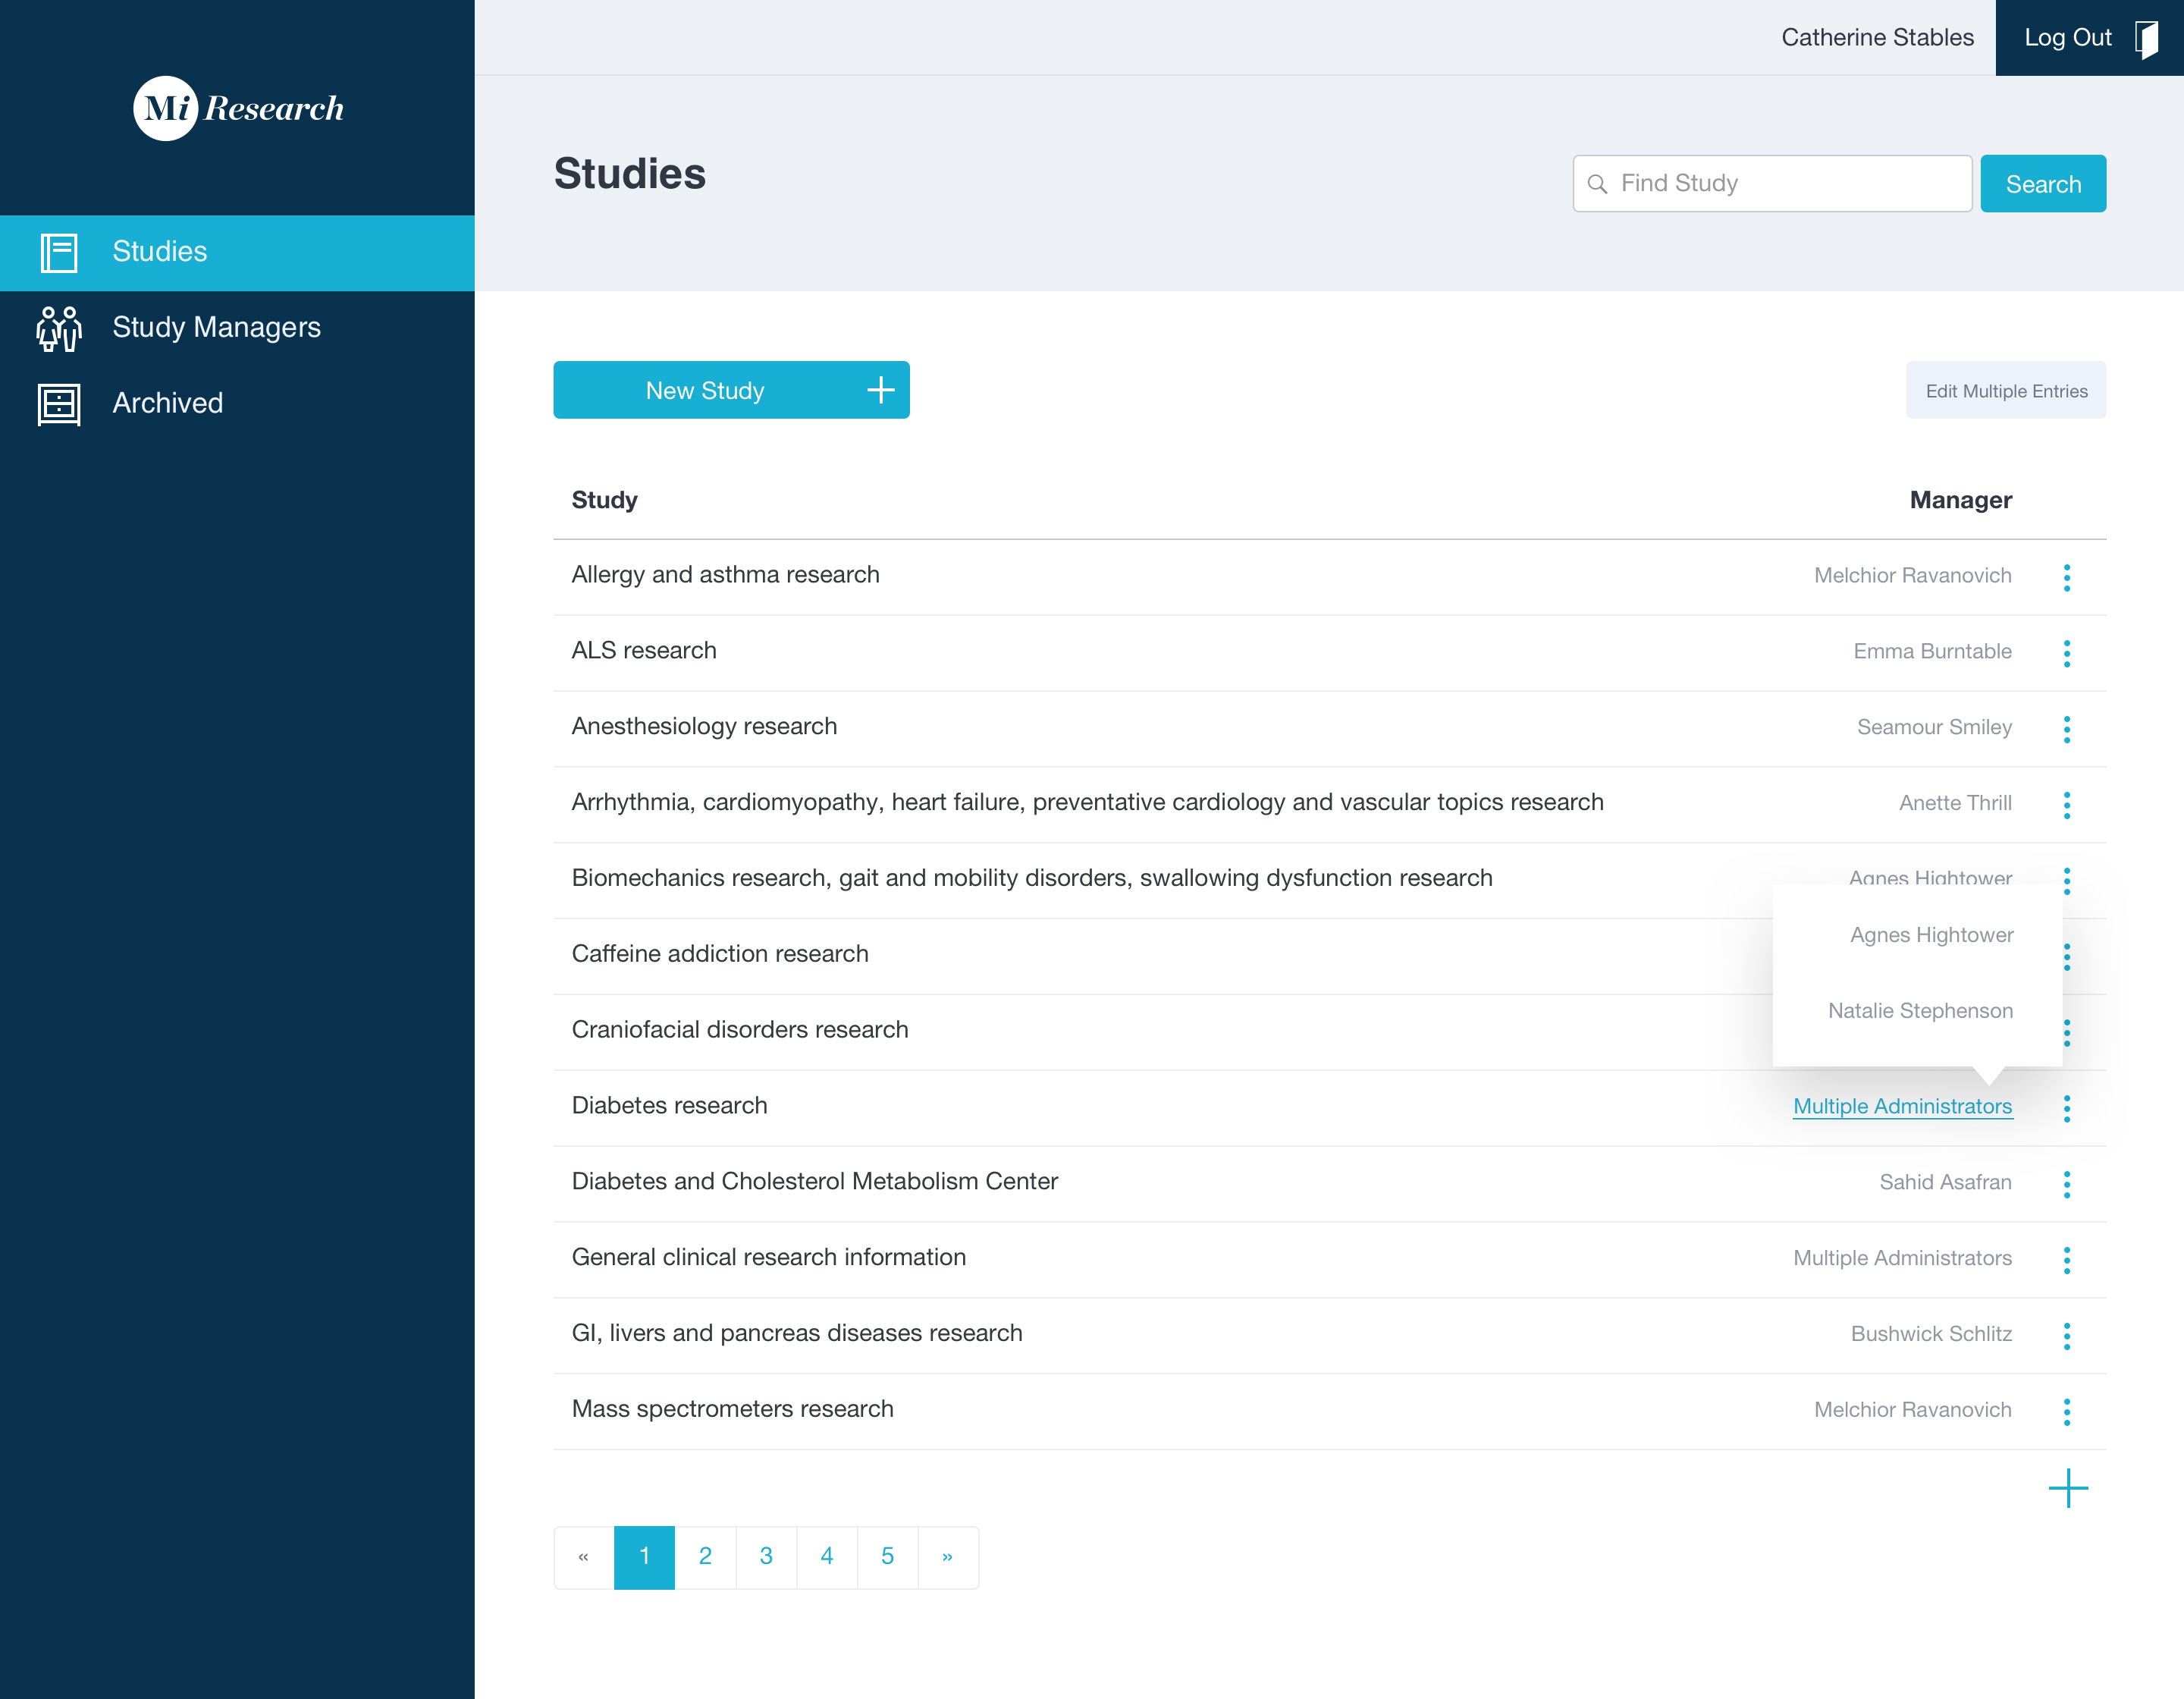 Catherine Stables
Log Out
Mi Research
Studies
Find Study
Search
Studies
Study Managers
Archived
New Study
Edit Multiple Entries
Study Manager
Allergy and asthma research Melchior Ravanovich
ALS research Emma Burntable
Anesthesiology research Seamour Smiley
Arrhythmia, cardiomyopathy, heart failure, preventative cardiology and vascular topics research Anette Thrill
Biomechanics research, gait and mobility disorders, swallowing dysfunction research Agnes Hightower
Agnes Hightower
Caffeine addiction research
Natalie Stephenson
Craniofacial disorders research
Diabetes research Multiple Administrators
Diabetes and Cholesterol Metabolism Center Sahid Asafran
General clinical research information Multiple Administrators
GI, livers and pancreas diseases research Bushwick Schlitz
Mass spectrometers research Melchior Ravanovich
« 1 2 3 4 5 »